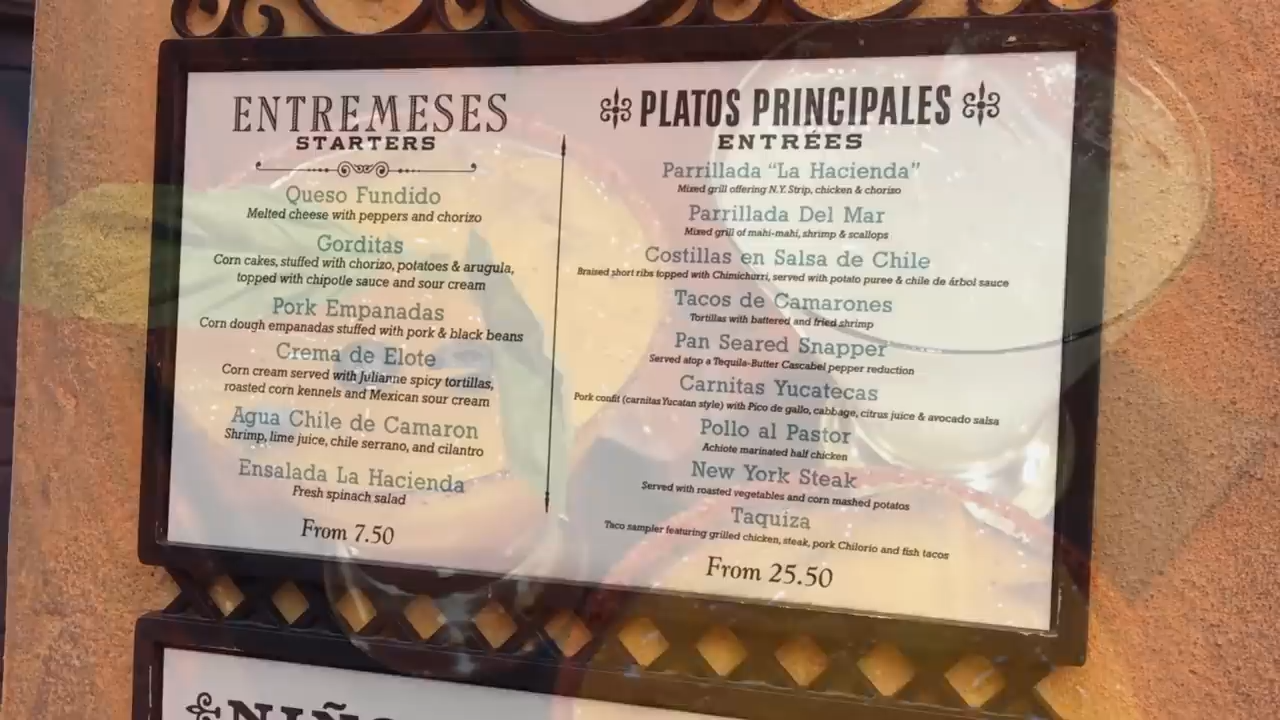 ENTREMESES
STARTERS
Queso Fundido
Melted cheese with peppers and chorizo
Gorditas
Corn cakes, stuffed with chorizo, potatoes & arugula,
topped with chipotle sauce and sour cream
Pork Empanadas
Corn dough empanadas stuffed with pork & black beans
Crema de Elote
Corn cream served with Julianne spicy tortillas,
roasted corn kennels and Mexican sour cream
Agua Chile de Camaron
Shrimp, lime juice, chile serrano, and cilantro
Ensalada La Hacienda
Fresh spinach salad
From 7.50
PLATOS PRINCIPALES
ENTRÉES
Parrillada “La Hacienda”
Mixed grill offering N.Y. Strip, chicken & chorizo
Parrillada Del Mar
Mixed grill of mahi-mahi, shrimp & scallops
Costillas en Salsa de Chile
Braised short ribs topped with Chimichurri, served with potato puree & chile de árbol sauce
Tacos de Camarones
Tortillas with battered and fried shrimp
Pan Seared Snapper
Served atop a Tequila-Butter Cascabel pepper reduction
Carnitas Yucatecas
Pork confit (carnitas Yucatan style) with Pico de gallo, cabbage, citrus juice & avocado salsa
Pollo al Pastor
Achiote marinated half chicken
New York Steak
Served with roasted vegetables and corn mashed potatos
Taquiza
Taco sampler featuring grilled chicken, steak, pork Chilorio and fish tacos
From 25.50